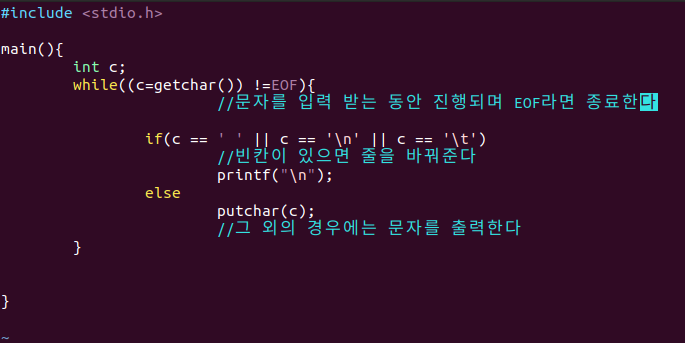 #include <stdio.h>
main(){
int c;
while((c=getchar()) !=EOF){
//문자를 입력 받는 동안 진행되며 EOF라면 종료한다
if(c == ' ' || c == '\n' || c == '\t')
//빈칸이 있으면 줄을 바꿔준다
printf("\n");
else
putchar(c);
//그 외의 경우에는 문자를 출력한다
}
}
~